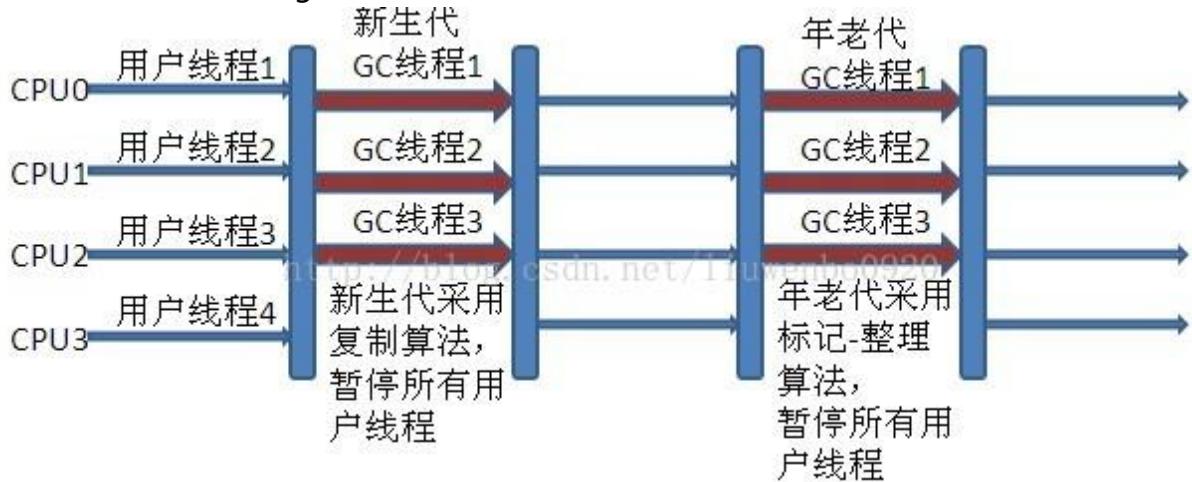 新生代
年老代
CPU0
用户线程1
GC线程1
GC线程1
CPU1
用户线程2
GC线程2
GC线程2
CPU2
用户线程3
GC线程3
GC线程3
http://blog.csdn.net/liuwenbo0920
CPU3
用户线程4
新生代采用
复制算法，
暂停所有用
户线程
年老代采用
标记-整理
算法，
暂停所有用
户线程